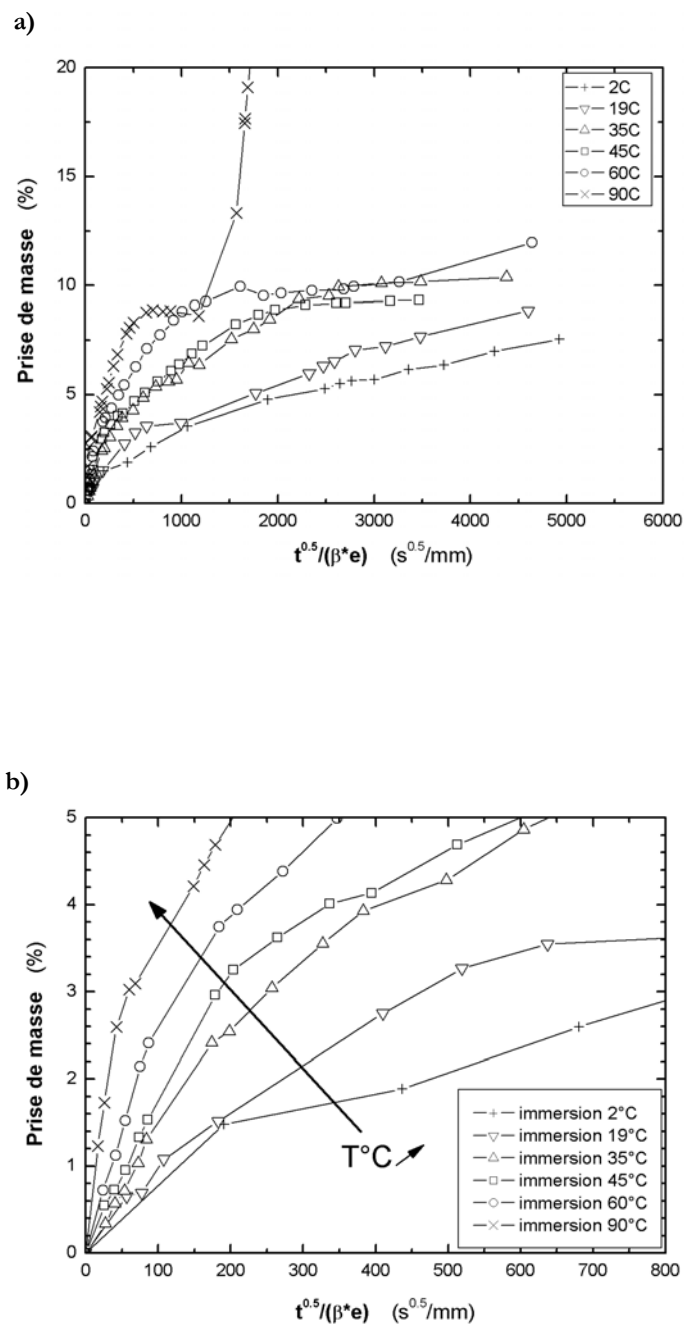 a)
20
15
10
5
0
Prise de masse (%)
2C
19C
35C
45C
60C
90C
0 1000 2000 3000 4000 5000 6000
t^0.5/(β*e) (s^0.5/mm)
b)
5
4
3
2
1
0
Prise de masse (%)
T°C
immersion 2°C
immersion 19°C
immersion 35°C
immersion 45°C
immersion 60°C
immersion 90°C
0 100 200 300 400 500 600 700 800
t^0.5/(β*e) (s^0.5/mm)